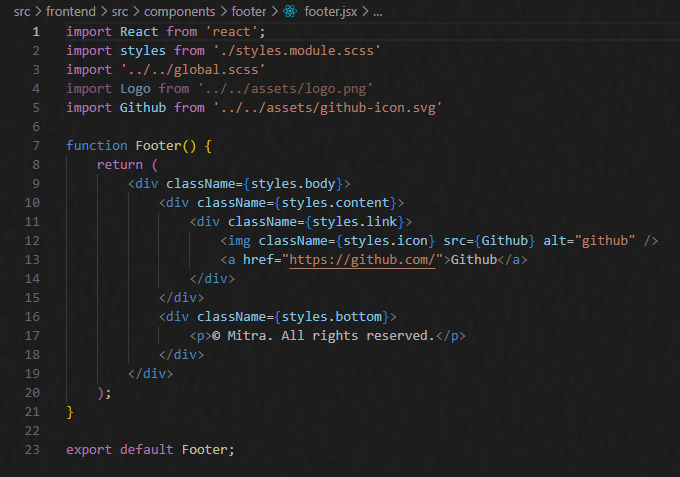 src > frontend > src > components > footer > footer.jsx > ...
1 import React from 'react';
2 import styles from './styles.module.scss'
3 import '../../global.scss'
4 import Logo from '../../assets/logo.png'
5 import Github from '../../assets/github-icon.svg'
6
7 function Footer() {
8     return (
9         <div className={styles.body}>
10             <div className={styles.content}>
11                 <div className={styles.link}>
12                     <img className={styles.icon} src={Github} alt="github" />
13                     <a href="https://github.com/">Github</a>
14                 </div>
15             </div>
16             <div className={styles.bottom}>
17                 <p>© Mitra. All rights reserved.</p>
18             </div>
19         </div>
20     );
21 }
22
23 export default Footer;